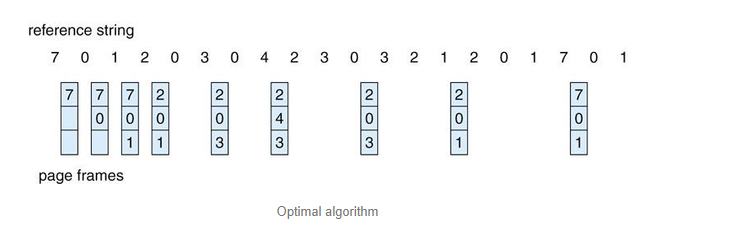 reference string
7 0 1 2 0 3 0 4 2 3 0 3 2 1 2 0 1 7 0 1
7 7 7 2 2 2 2 2 7
0 0 0 0 4 0 0 0
1 1 3 3 3 1 1
page frames
Optimal algorithm